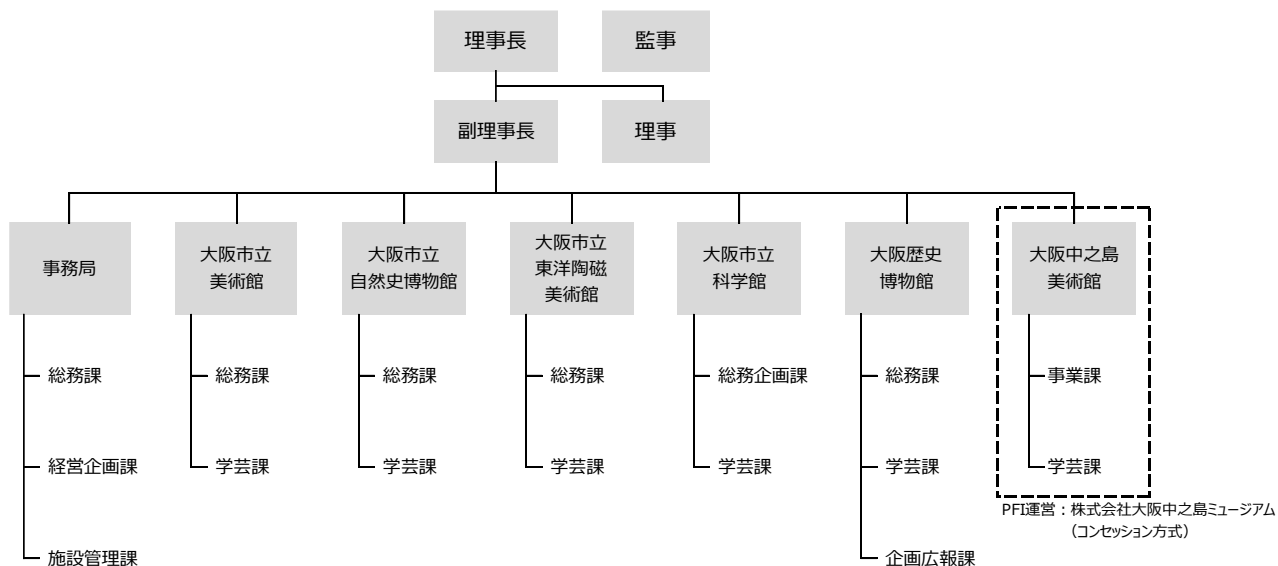 理事長
監事
副理事長
理事
事務局
大阪市立
美術館
大阪市立
自然史博物館
大阪市立
東洋陶磁
美術館
大阪市立
科学館
大阪歴史
博物館
大阪中之島
美術館
総務課
総務課
総務課
総務課
総務企画課
総務課
事業課
経営企画課
学芸課
学芸課
学芸課
学芸課
学芸課
学芸課
PFI運営：株式会社大阪中之島ミュージアム
（コンセッション方式）
施設管理課
企画広報課